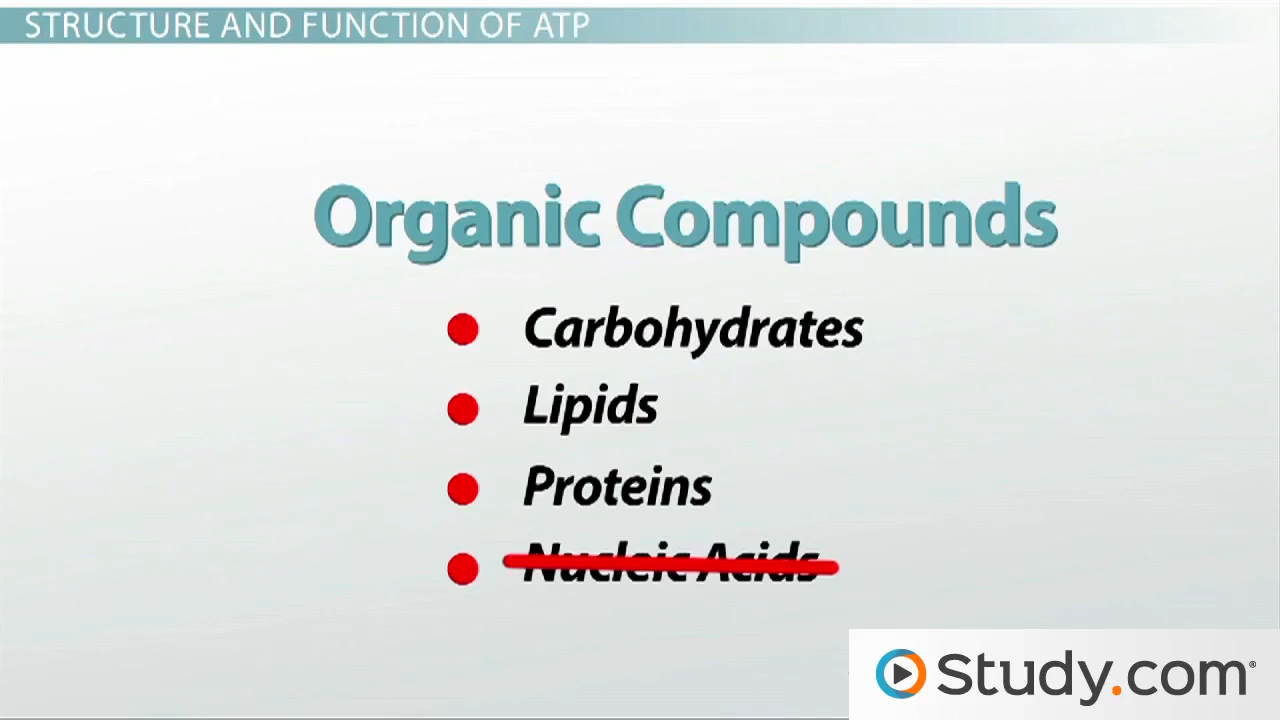 STRUCTURE AND FUNCTION OF ATP
Organic Compounds
Carbohydrates
Lipids
Proteins
Nucleic Acids
Study.com®